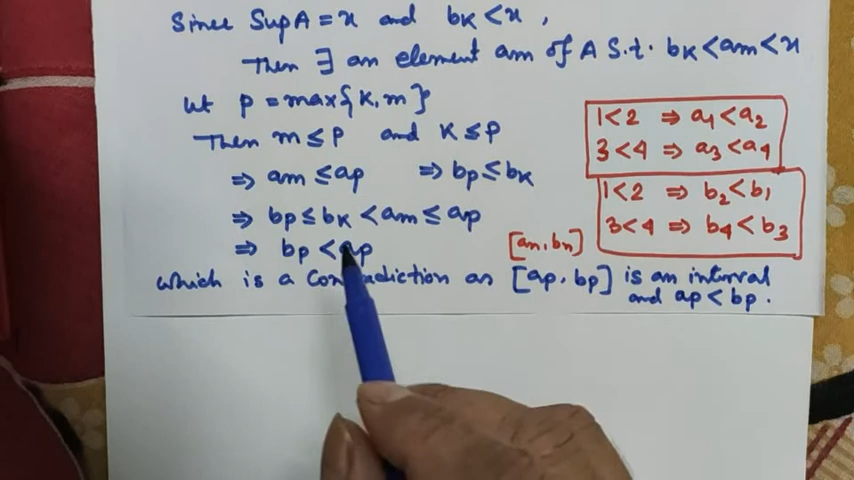 Since Sup A = x and bₖ < x,
Then ∃ an element aₘ of A s.t. bₖ < aₘ < x
let p = max{k, m}
Then m ≤ p and k ≤ p
⇒ aₘ ≤ aₚ ⇒ bₚ ≤ bₖ
⇒ bₚ ≤ bₖ < aₘ ≤ aₚ
⇒ bₚ < aₚ
which is a Contradiction as [aₚ, bₚ] is an interval
and aₚ < bₚ.
1 < 2 ⇒ a₁ < a₂
3 < 4 ⇒ a₃ < a₄
1 < 2 ⇒ b₂ < b₁
3 < 4 ⇒ b₄ < b₃
[aₙ, bₙ]